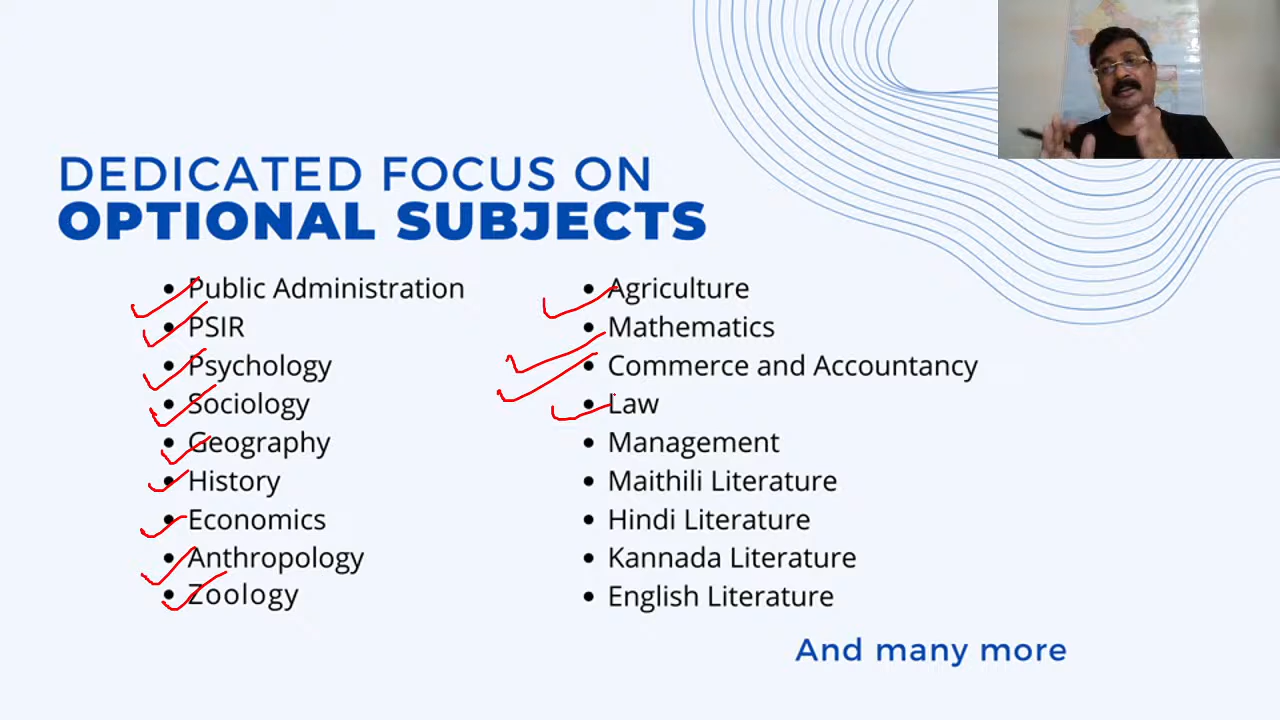 DEDICATED FOCUS ON
OPTIONAL SUBJECTS
Public Administration
PSIR
Psychology
Sociology
Geography
History
Economics
Anthropology
Zoology
Agriculture
Mathematics
Commerce and Accountancy
Law
Management
Maithili Literature
Hindi Literature
Kannada Literature
English Literature
And many more